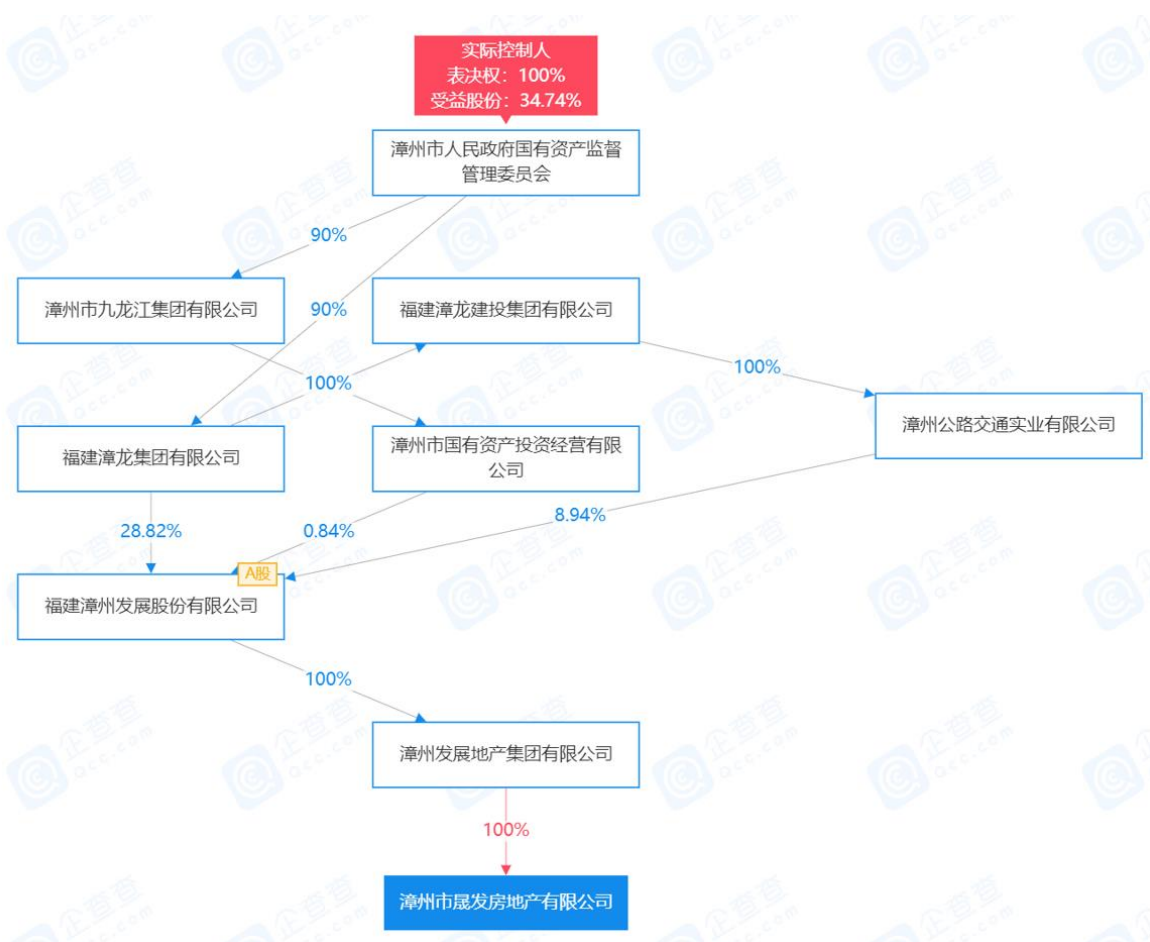 实际控制人
表决权：100%
受益股份：34.74%
漳州市人民政府国有资产监督
管理委员会
90%
漳州市九龙江集团有限公司
90%
福建漳龙建投集团有限公司
100%
100%
漳州公路交通实业有限公司
福建漳龙集团有限公司
漳州市国有资产投资经营有限
公司
28.82%
0.84%
8.94%
A股
福建漳州发展股份有限公司
100%
漳州发展地产集团有限公司
100%
漳州市晟发房地产有限公司
企查查
Qcc.com